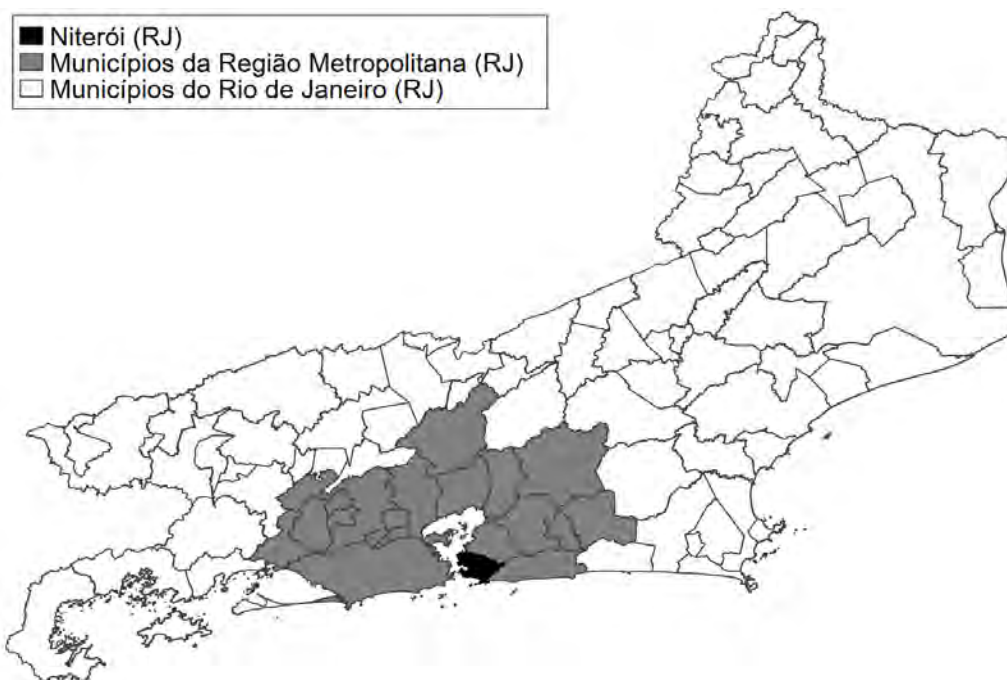 Niterói (RJ)
Municípios da Região Metropolitana (RJ)
Municípios do Rio de Janeiro (RJ)